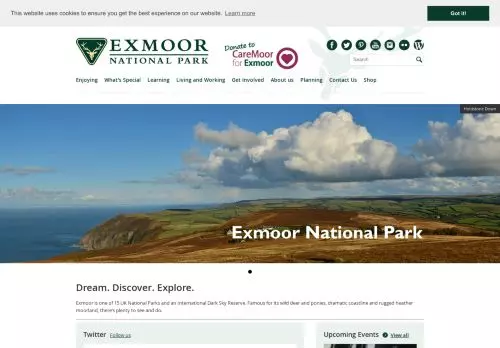 This website uses cookies to ensure you get the best experience on our website. Learn more
Got it!
EXMOOR
NATIONAL PARK
Donate to
CareMoor
for Exmoor
Search
Enjoying What's Special Learning Living and Working Get involved About us Planning Contact Us Shop
Holdstone Down
Exmoor National Park
Dream. Discover. Explore.
Exmoor is one of 15 UK National Parks and an International Dark Sky Reserve. Famous for its wild deer and ponies, dramatic coastline and rugged heather
moorland, there's plenty to see and do.
Twitter Follow us
Upcoming Events View all